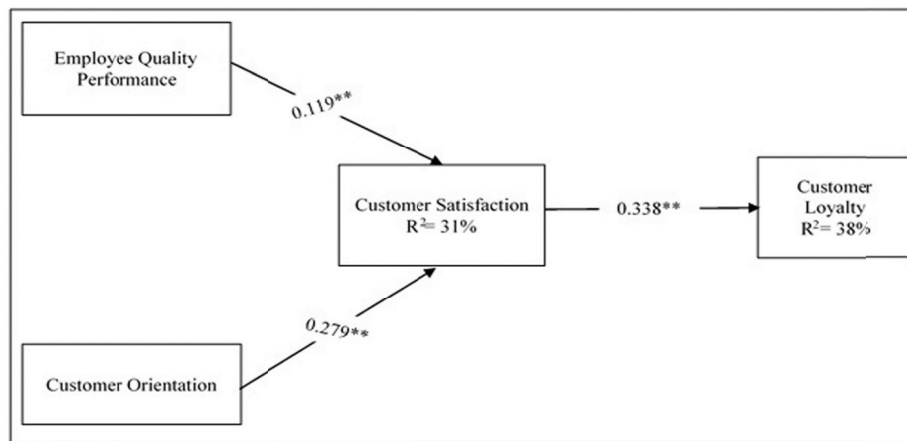 Employee Quality
Performance
0.119**
Customer Satisfaction
R²= 31%
0.338**
Customer
Loyalty
R²= 38%
0.279**
Customer Orientation